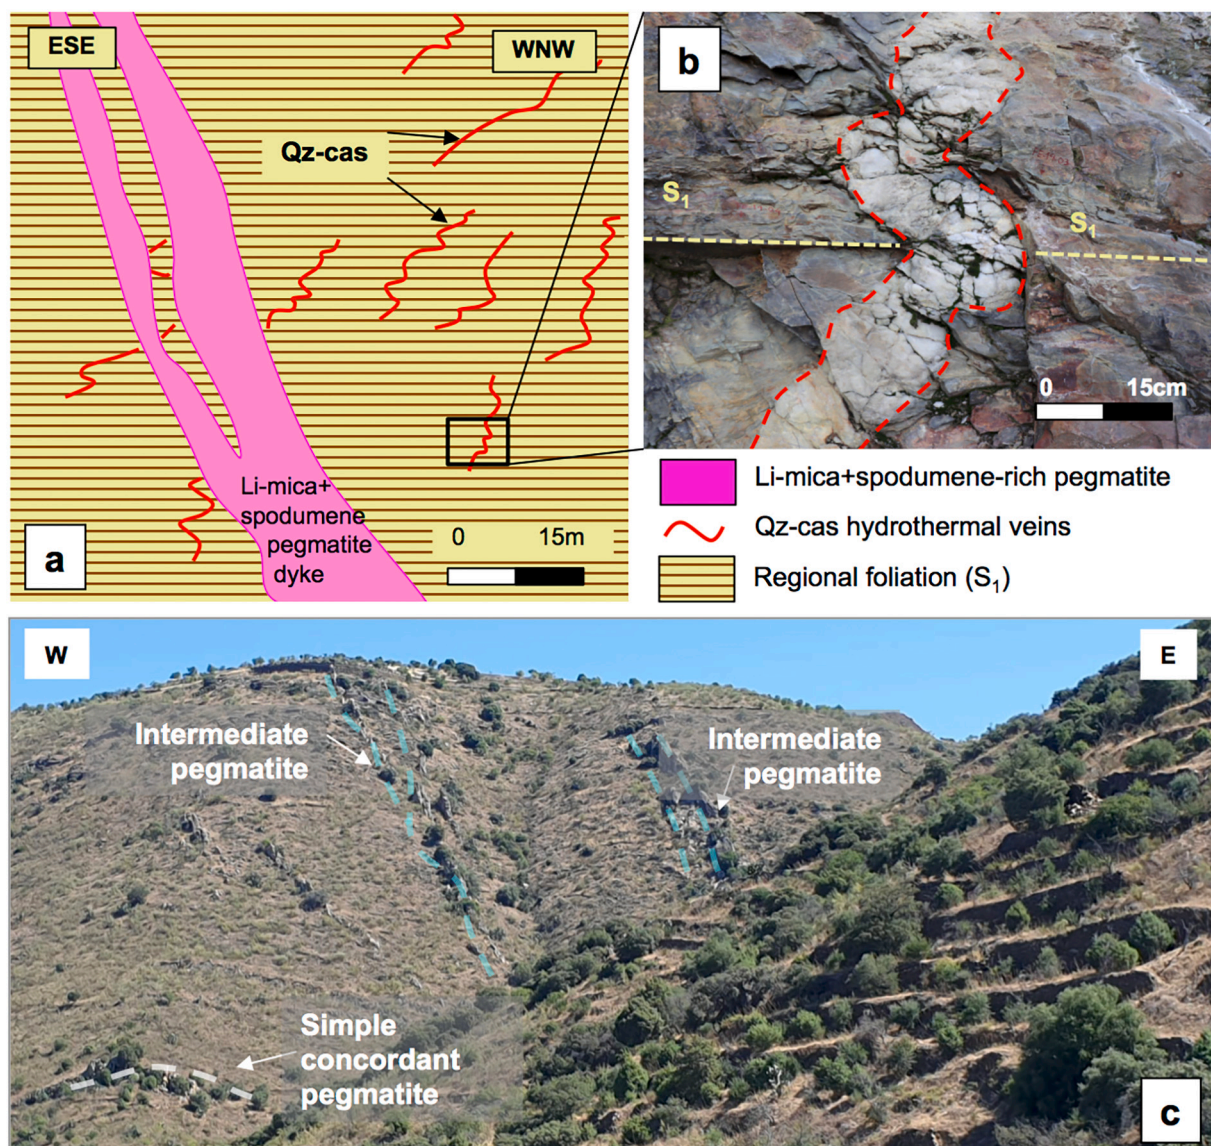 ESE
WNW
Qz-cas
Li-mica+
spodumene
pegmatite
dyke
0 15m
a
b
S₁
S₁
0 15cm
Li-mica+spodumene-rich pegmatite
Qz-cas hydrothermal veins
Regional foliation (S₁)
W
E
Intermediate
pegmatite
Intermediate
pegmatite
Simple
concordant
pegmatite
c